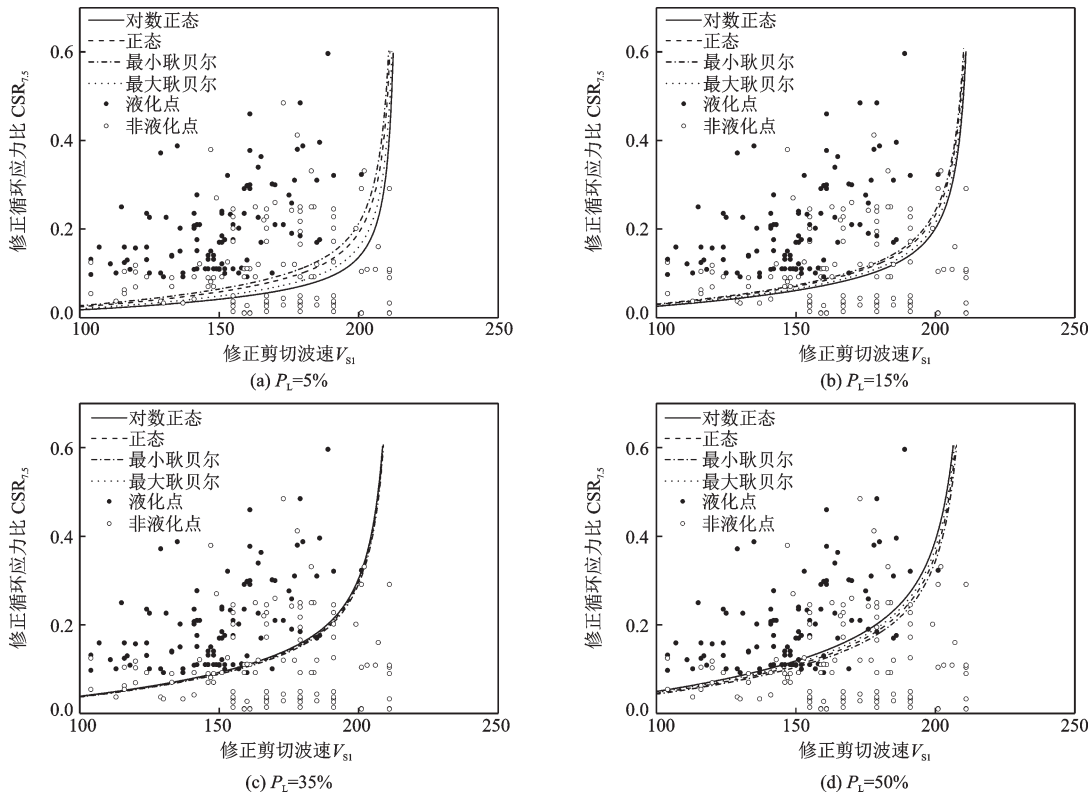 对数正态
正态
最小耿贝尔
最大耿贝尔
液化点
非液化点
修正循环应力比 CSR7.5
0.6
0.4
0.2
0.0
100
150
200
250
修正剪切波速VS1
(a) PL=5%
对数正态
正态
最小耿贝尔
最大耿贝尔
液化点
非液化点
修正循环应力比 CSR7.5
0.6
0.4
0.2
0.0
100
150
200
250
修正剪切波速VS1
(b) PL=15%
对数正态
正态
最小耿贝尔
最大耿贝尔
液化点
非液化点
修正循环应力比 CSR7.5
0.6
0.4
0.2
0.0
100
150
200
250
修正剪切波速VS1
(c) PL=35%
对数正态
正态
最小耿贝尔
最大耿贝尔
液化点
非液化点
修正循环应力比 CSR7.5
0.6
0.4
0.2
0.0
100
150
200
250
修正剪切波速VS1
(d) PL=50%